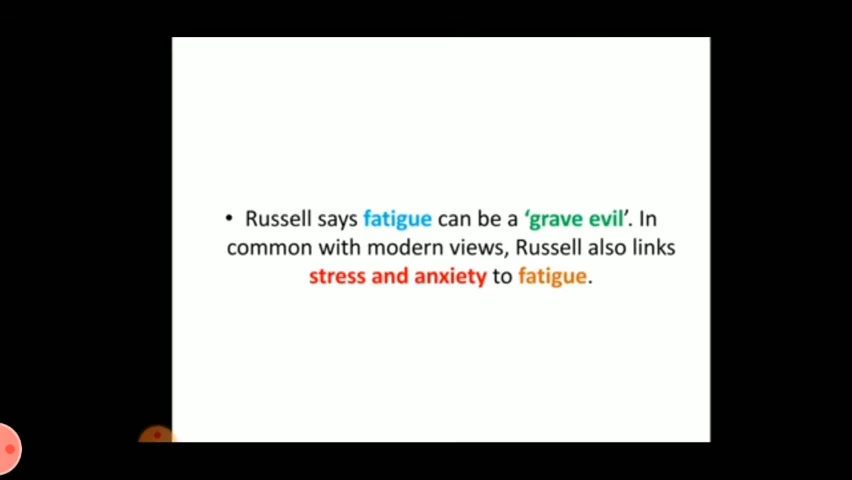 • Russell says fatigue can be a ‘grave evil’. In
common with modern views, Russell also links
stress and anxiety to fatigue.